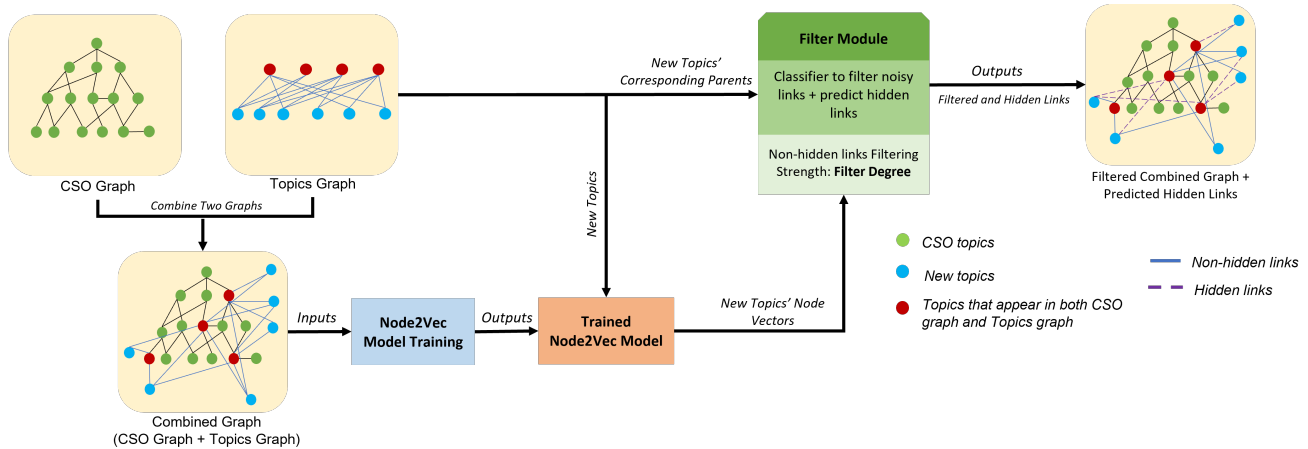 CSO Graph
Topics Graph
Combine Two Graphs
Combined Graph
(CSO Graph + Topics Graph)
Inputs
Node2Vec
Model Training
Outputs
Trained
Node2Vec Model
New Topics
New Topics'
Corresponding Parents
New Topics' Node
Vectors
Filter Module
Classifier to filter noisy
links + predict hidden
links
Non-hidden links Filtering
Strength: Filter Degree
Outputs
Filtered and Hidden Links
Filtered Combined Graph +
Predicted Hidden Links
CSO topics
New topics
Topics that appear in both CSO
graph and Topics graph
Non-hidden links
Hidden links